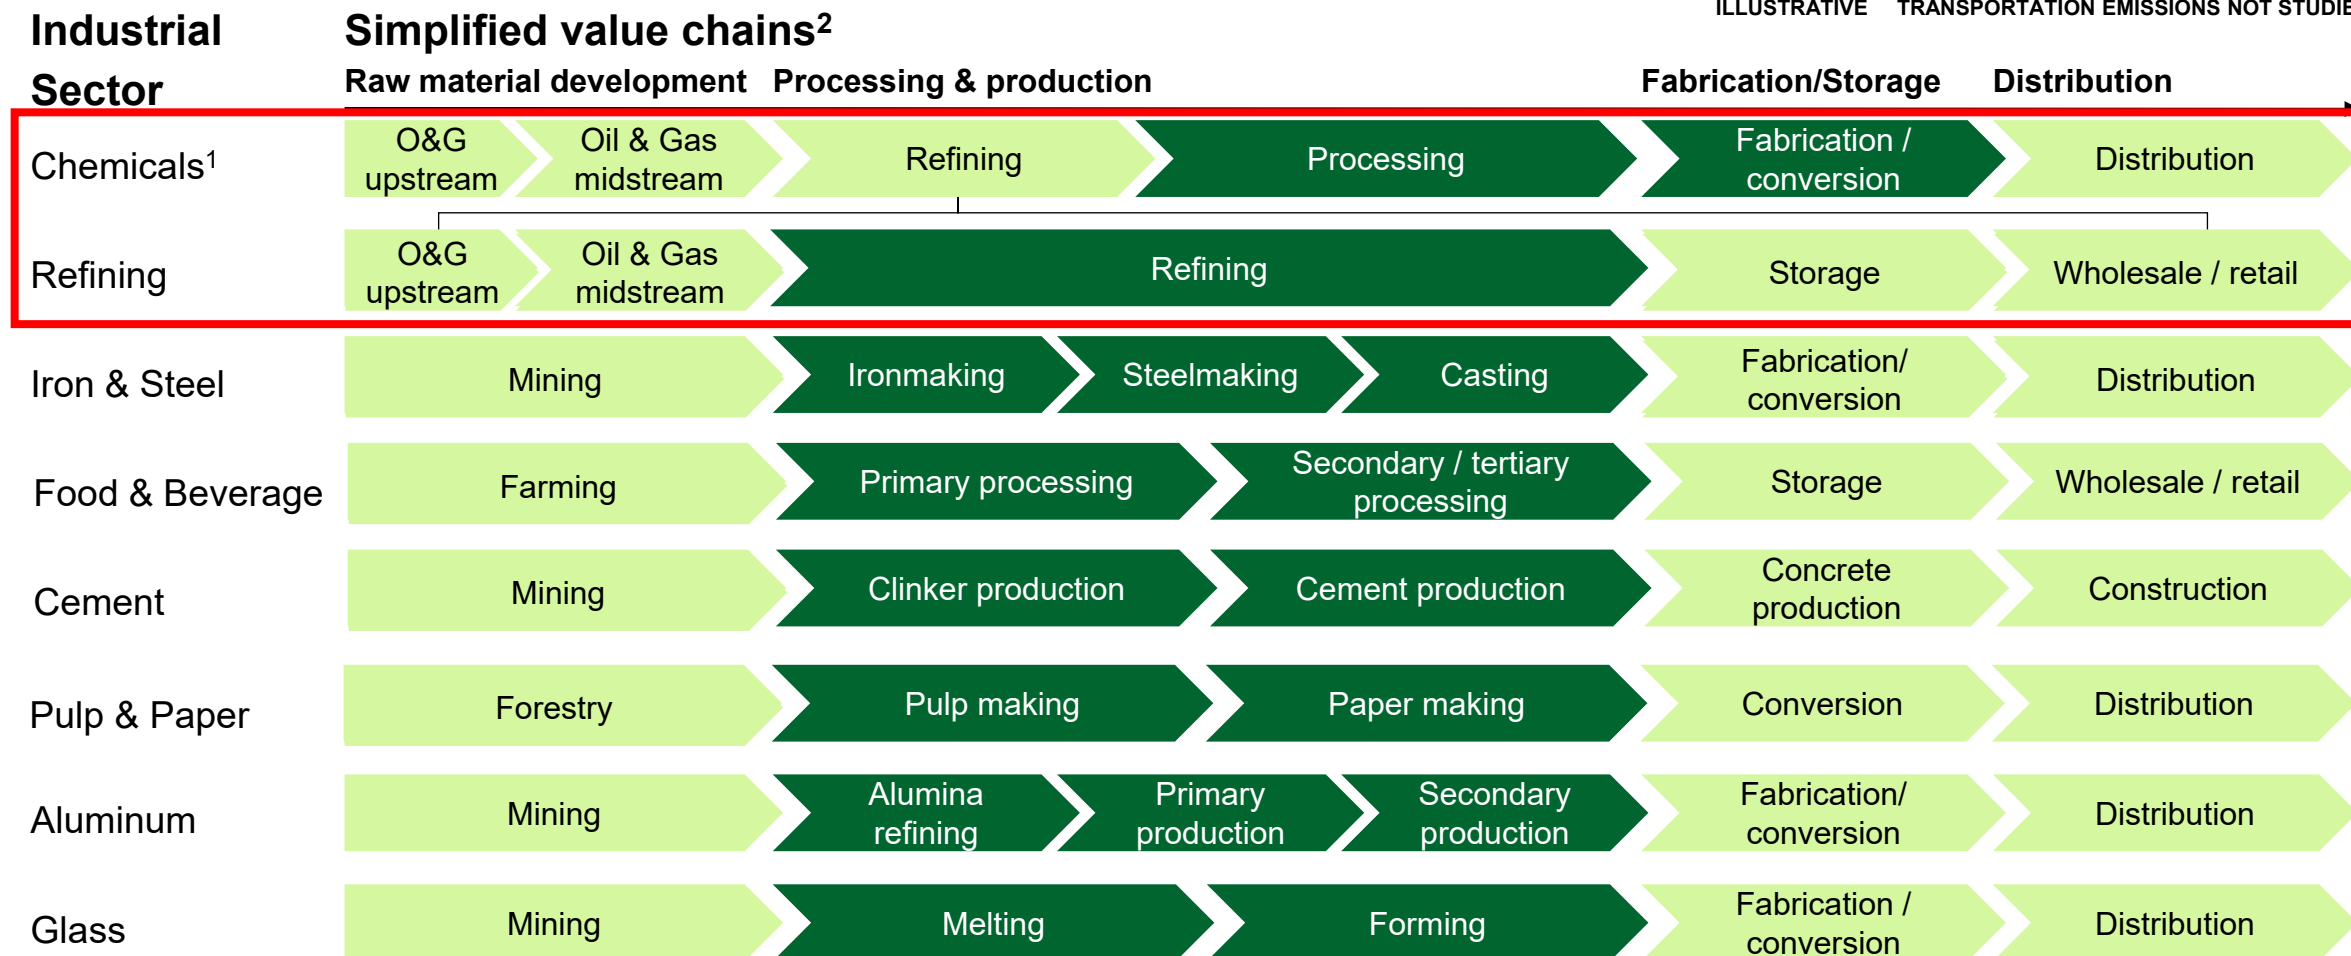 ILLUSTRATIVE TRANSPORTATION EMISSIONS NOT STUDIE
Industrial
Sector
Simplified value chains2
Raw material development Processing & production Fabrication/Storage Distribution
Chemicals1
O&G
upstream
Oil & Gas
midstream
Refining
Processing
Fabrication /
conversion
Distribution
Refining
O&G
upstream
Oil & Gas
midstream
Refining
Storage
Wholesale / retail
Iron & Steel
Mining
Ironmaking
Steelmaking
Casting
Fabrication/
conversion
Distribution
Food & Beverage
Farming
Primary processing
Secondary / tertiary
processing
Storage
Wholesale / retail
Cement
Mining
Clinker production
Cement production
Concrete
production
Construction
Pulp & Paper
Forestry
Pulp making
Paper making
Conversion
Distribution
Aluminum
Mining
Alumina
refining
Primary
production
Secondary
production
Fabrication/
conversion
Distribution
Glass
Mining
Melting
Forming
Fabrication /
conversion
Distribution